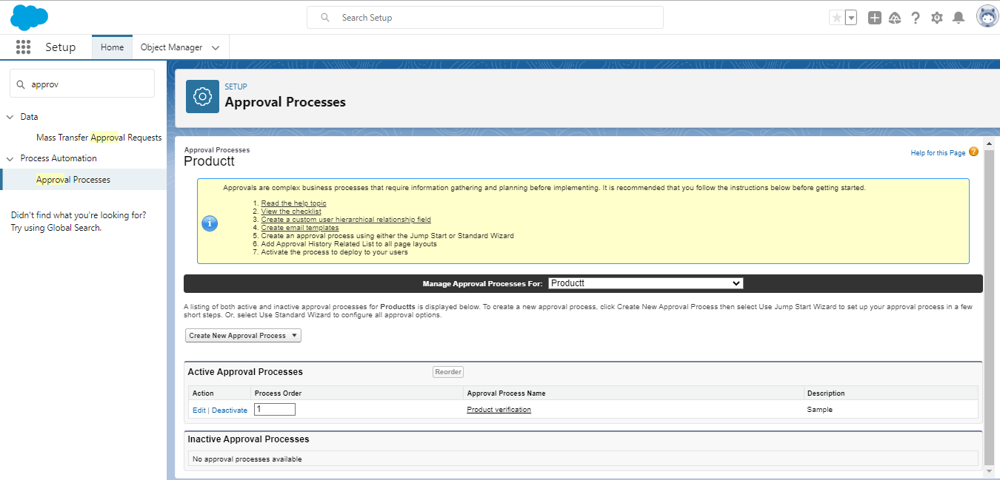 Search Setup
Setup
Home
Object Manager
approv
Data
Mass Transfer Approval Requests
Process Automation
Approval Processes
Didn't find what you're looking for?
Try using Global Search.
SETUP
Approval Processes
Approval Processes
Productt
Help for this Page
Approvals are complex business processes that require information gathering and planning before implementing. It is recommended that you follow the instructions below before getting started.
1. Read the help topic
2. View the checklist
3. Create a custom user hierarchical relationship field
4. Create email templates
5. Create an approval process using either the Jump Start or Standard Wizard
6. Add Approval History Related List to all page layouts
7. Activate the process to deploy to your users
Manage Approval Processes For: Productt
A listing of both active and inactive approval processes for Productts is displayed below. To create a new approval process, click Create New Approval Process then select Use Jump Start Wizard to set up your approval process in a few
short steps. Or, select Use Standard Wizard to configure all approval options.
Create New Approval Process
Active Approval Processes
Reorder
Action Process Order Approval Process Name Description
Edit | Deactivate 1 Product verification Sample
Inactive Approval Processes
No approval processes available